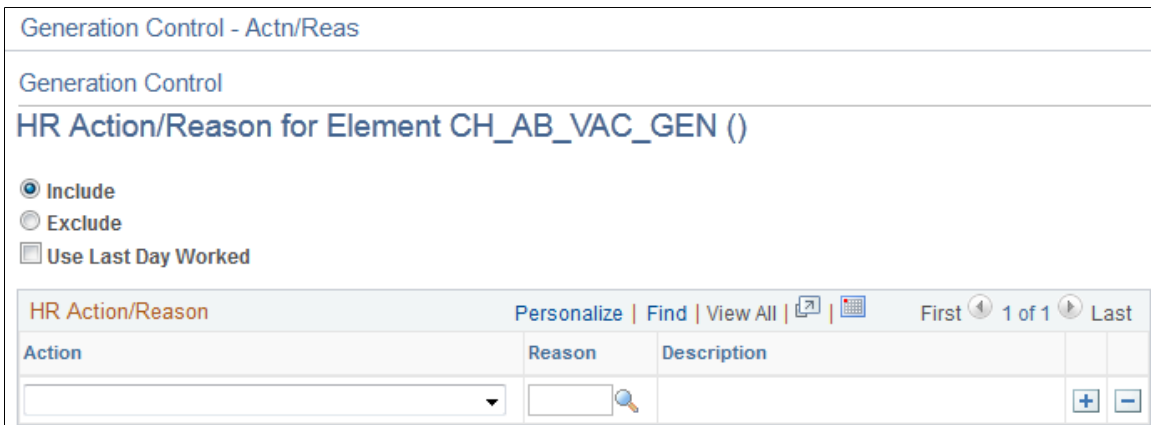 Generation Control - Actn/Reas
Generation Control
HR Action/Reason for Element CH_AB_VAC_GEN ()
Include
Exclude
Use Last Day Worked
HR Action/Reason Personalize | Find | View All | | First 1 of 1 Last
Action Reason Description